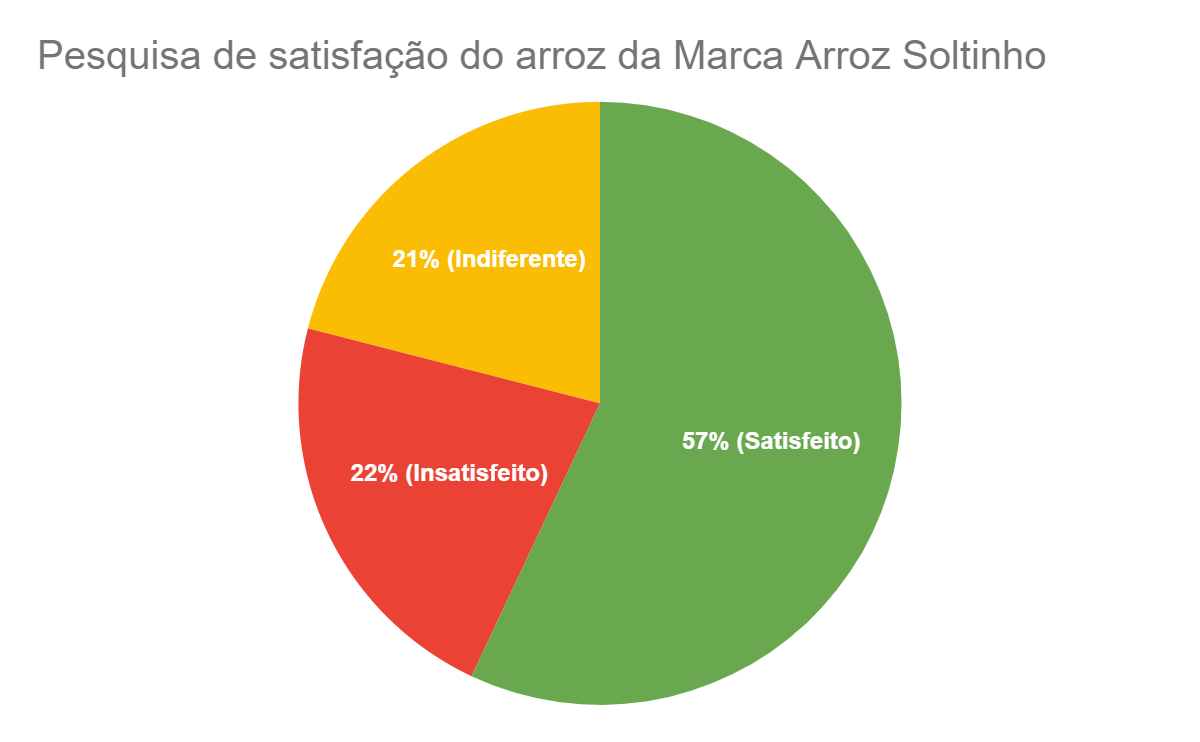 Pesquisa de satisfação do arroz da Marca Arroz Soltinho
21% (Indiferente)
57% (Satisfeito)
22% (Insatisfeito)